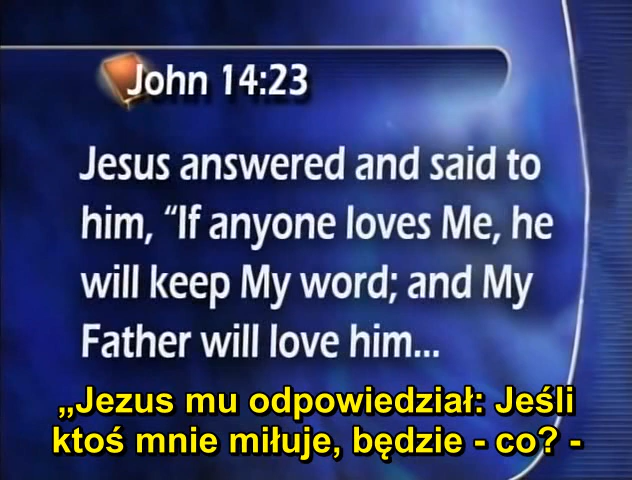 John 14:23
Jesus answered and said to
him, “If anyone loves Me, he
will keep My word; and My
Father will love him...
„Jezus mu odpowiedział: Jeśli
ktoś mnie miłuje, będzie - co? -